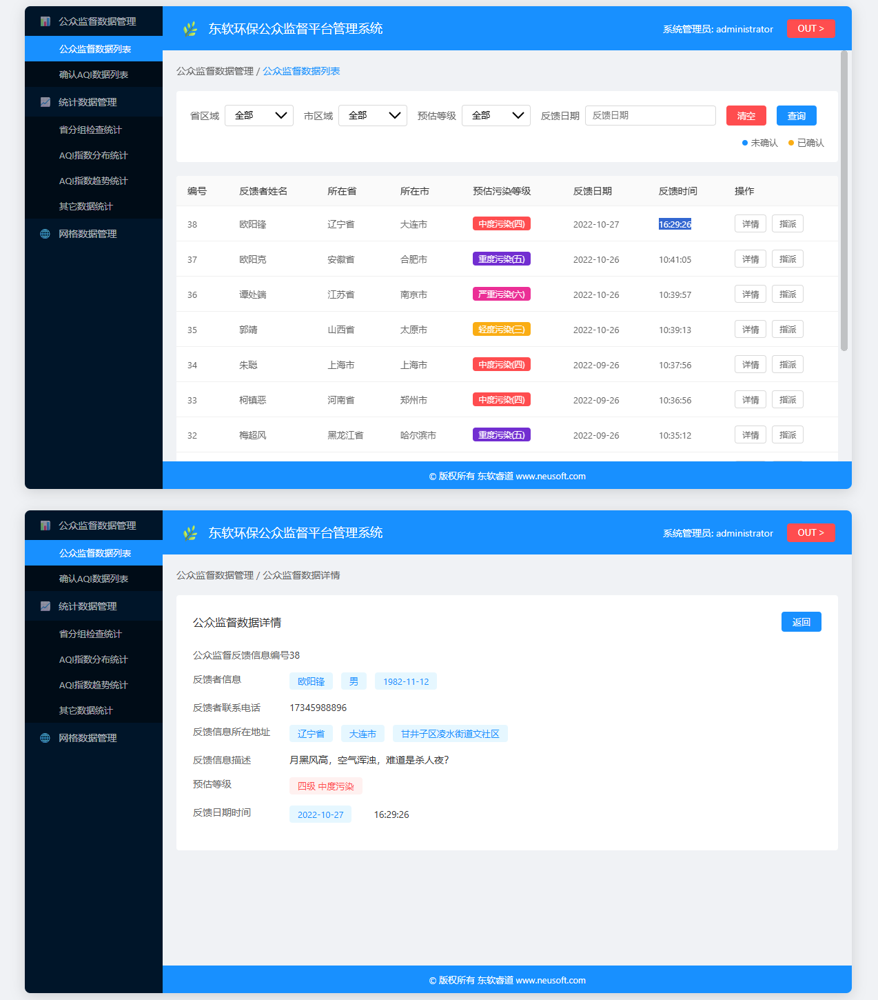 公众监督数据管理
公众监督数据列表
确认AQI数据列表
统计数据管理
省分组检查统计
AQI指数分布统计
AQI指数趋势统计
其它数据统计
网格数据管理
东软环保公众监督平台管理系统
系统管理员: administrator OUT >
公众监督数据管理 / 公众监督数据列表
省区域 全部 市区域 全部 预估等级 全部 反馈日期 反馈日期 清空 查询
未确认 已确认
编号 反馈者姓名 所在省 所在市 预估污染等级 反馈日期 反馈时间 操作
38 欧阳锋 辽宁省 大连市 中度污染(四) 2022-10-27 16:29:26 详情 指派
37 欧阳克 安徽省 合肥市 重度污染(五) 2022-10-26 10:41:05 详情 指派
36 谭处端 江苏省 南京市 严重污染(六) 2022-10-26 10:39:57 详情 指派
35 郭靖 山西省 太原市 轻度污染(三) 2022-10-26 10:39:13 详情 指派
34 朱聪 上海市 上海市 中度污染(四) 2022-09-26 10:37:56 详情 指派
33 柯镇恶 河南省 郑州市 中度污染(四) 2022-09-26 10:36:56 详情 指派
32 梅超风 黑龙江省 哈尔滨市 重度污染(五) 2022-09-26 10:35:12 详情 指派
© 版权所有 东软睿道 www.neusoft.com
公众监督数据管理
公众监督数据列表
确认AQI数据列表
统计数据管理
省分组检查统计
AQI指数分布统计
AQI指数趋势统计
其它数据统计
网格数据管理
东软环保公众监督平台管理系统
系统管理员: administrator OUT >
公众监督数据管理 / 公众监督数据详情
公众监督数据详情 返回
公众监督反馈信息编号38
反馈者信息 欧阳锋 男 1982-11-12
反馈者联系电话 17345988896
反馈信息所在地址 辽宁省 大连市 甘井子区凌水街道文社区
反馈信息描述 月黑风高，空气浑浊，难道是杀人夜?
预估等级 四级 中度污染
反馈日期时间 2022-10-27 16:29:26
© 版权所有 东软睿道 www.neusoft.com